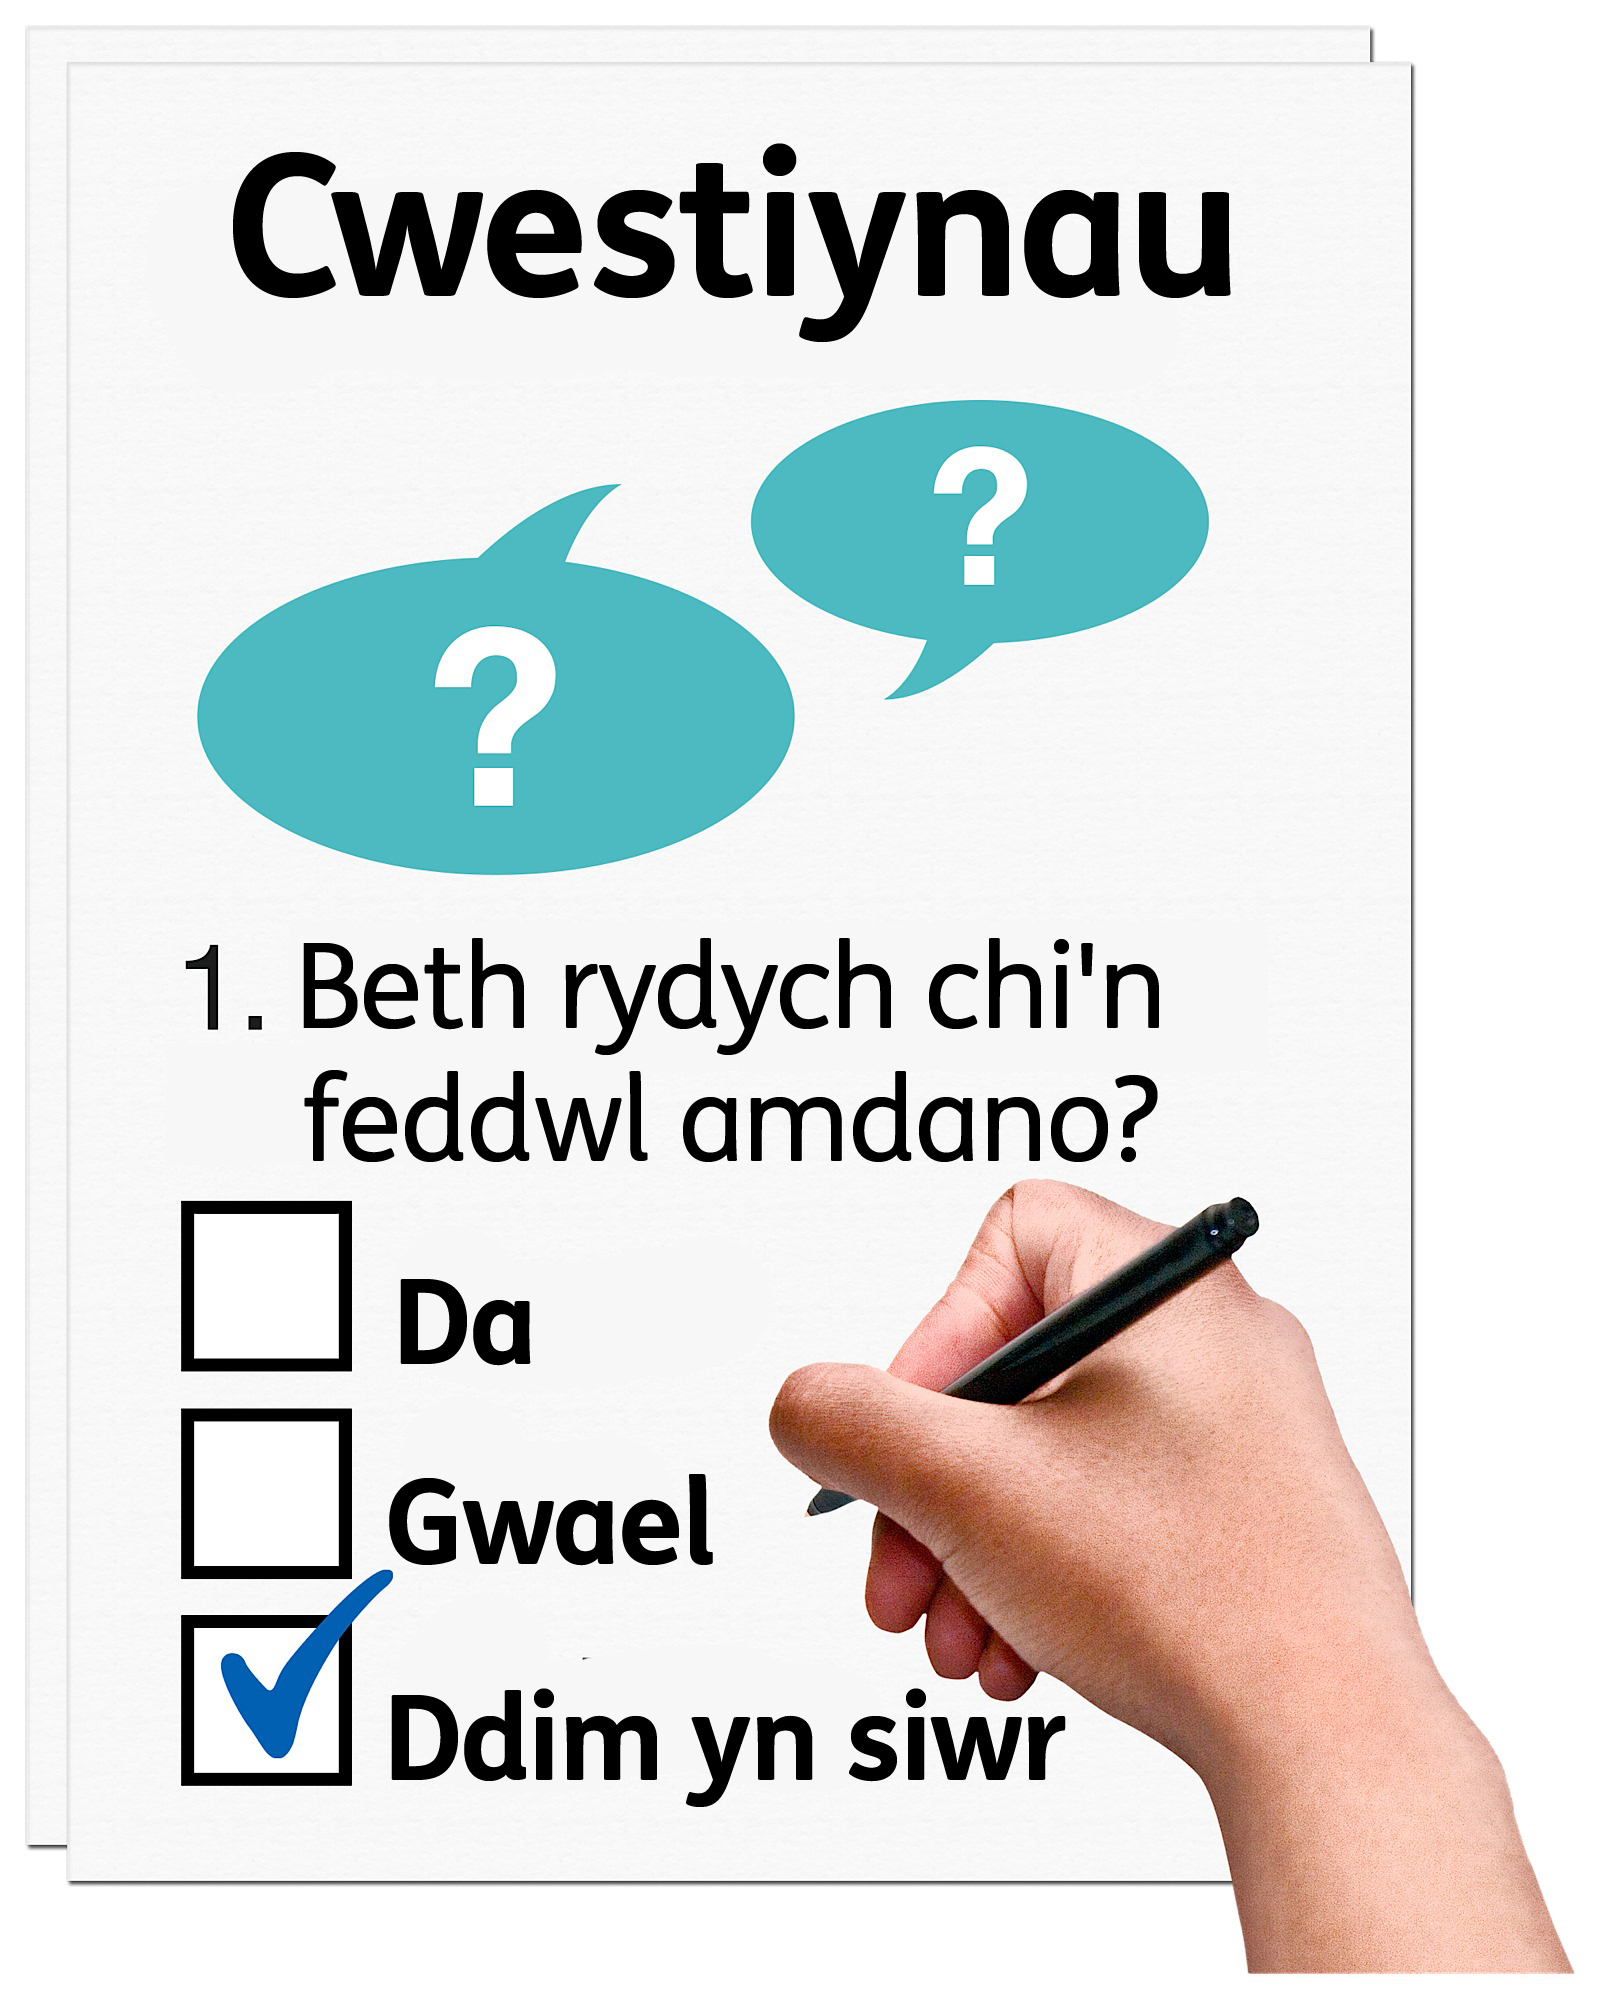 Cwestiynau
?
?
1. Beth rydych chi'n
feddwl amdano?
Da
Gwael
Ddim yn siwr